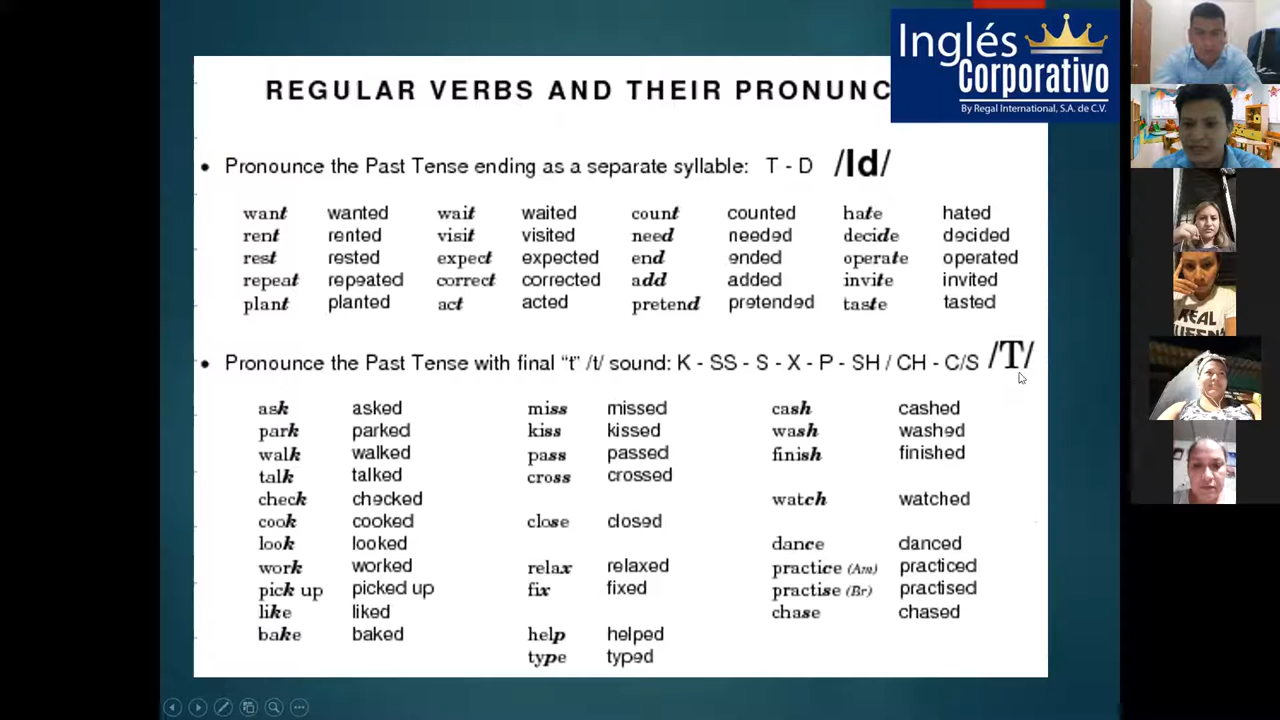 Inglés
Corporativo
By Regal International, S.A. de C.V.
REGULAR VERBS AND THEIR PRONUNC
• Pronounce the Past Tense ending as a separate syllable: T - D /Id/
want wanted wait waited count counted hate hated
rent rented visit visited need needed decide decided
rest rested expect expected end ended operate operated
repeat repeated correct corrected add added invite invited
plant planted act acted pretend pretended taste tasted
• Pronounce the Past Tense with final “t” /t/ sound: K - SS - S - X - P - SH / CH - C/S /T/
ask asked miss missed cash cashed
park parked kiss kissed wash washed
walk walked pass passed finish finished
talk talked cross crossed
check checked watch watched
cook cooked close closed
look looked dance danced
work worked relax relaxed practice (Am) practiced
pick up picked up fix fixed practise (Br) practised
like liked chase chased
bake baked help helped
type typed
REAL